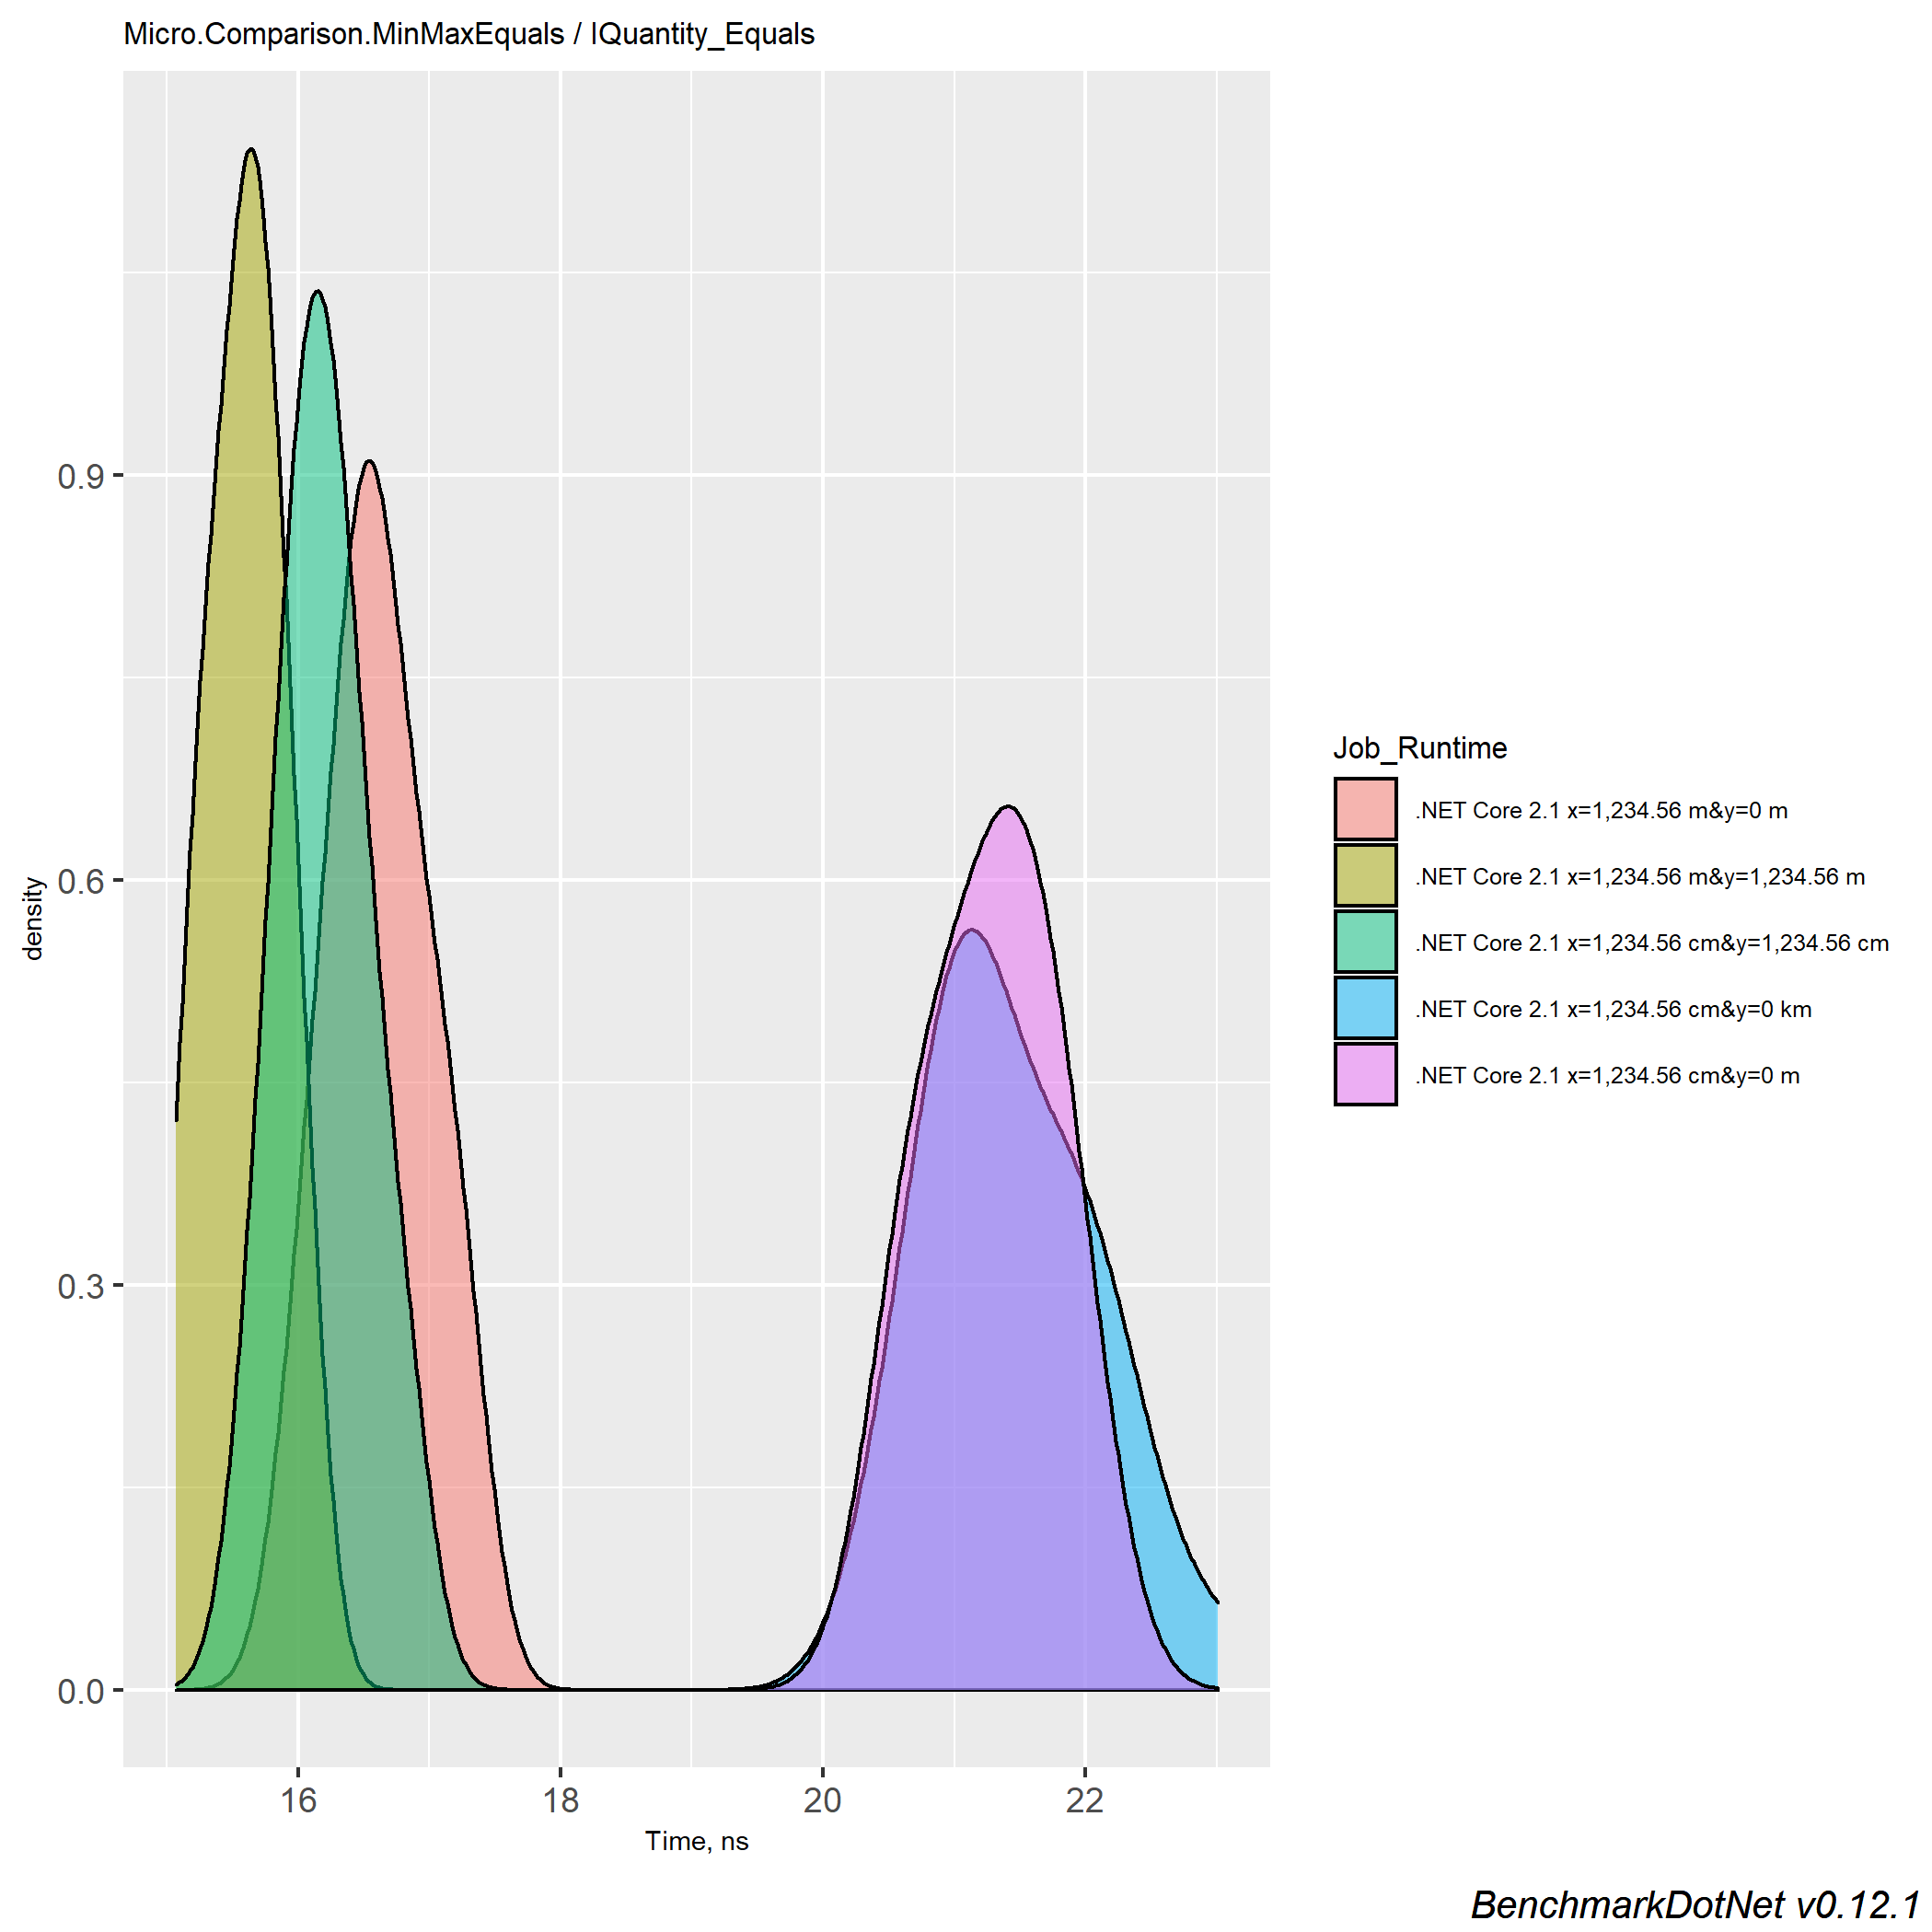 Micro.Comparison.MinMaxEquals / IQuantity_Equals
density
0.9
0.6
0.3
0.0
16 18 20 22
Time, ns
Job_Runtime
.NET Core 2.1 x=1,234.56 m&y=0 m
.NET Core 2.1 x=1,234.56 m&y=1,234.56 m
.NET Core 2.1 x=1,234.56 cm&y=1,234.56 cm
.NET Core 2.1 x=1,234.56 cm&y=0 km
.NET Core 2.1 x=1,234.56 cm&y=0 m
BenchmarkDotNet v0.12.1